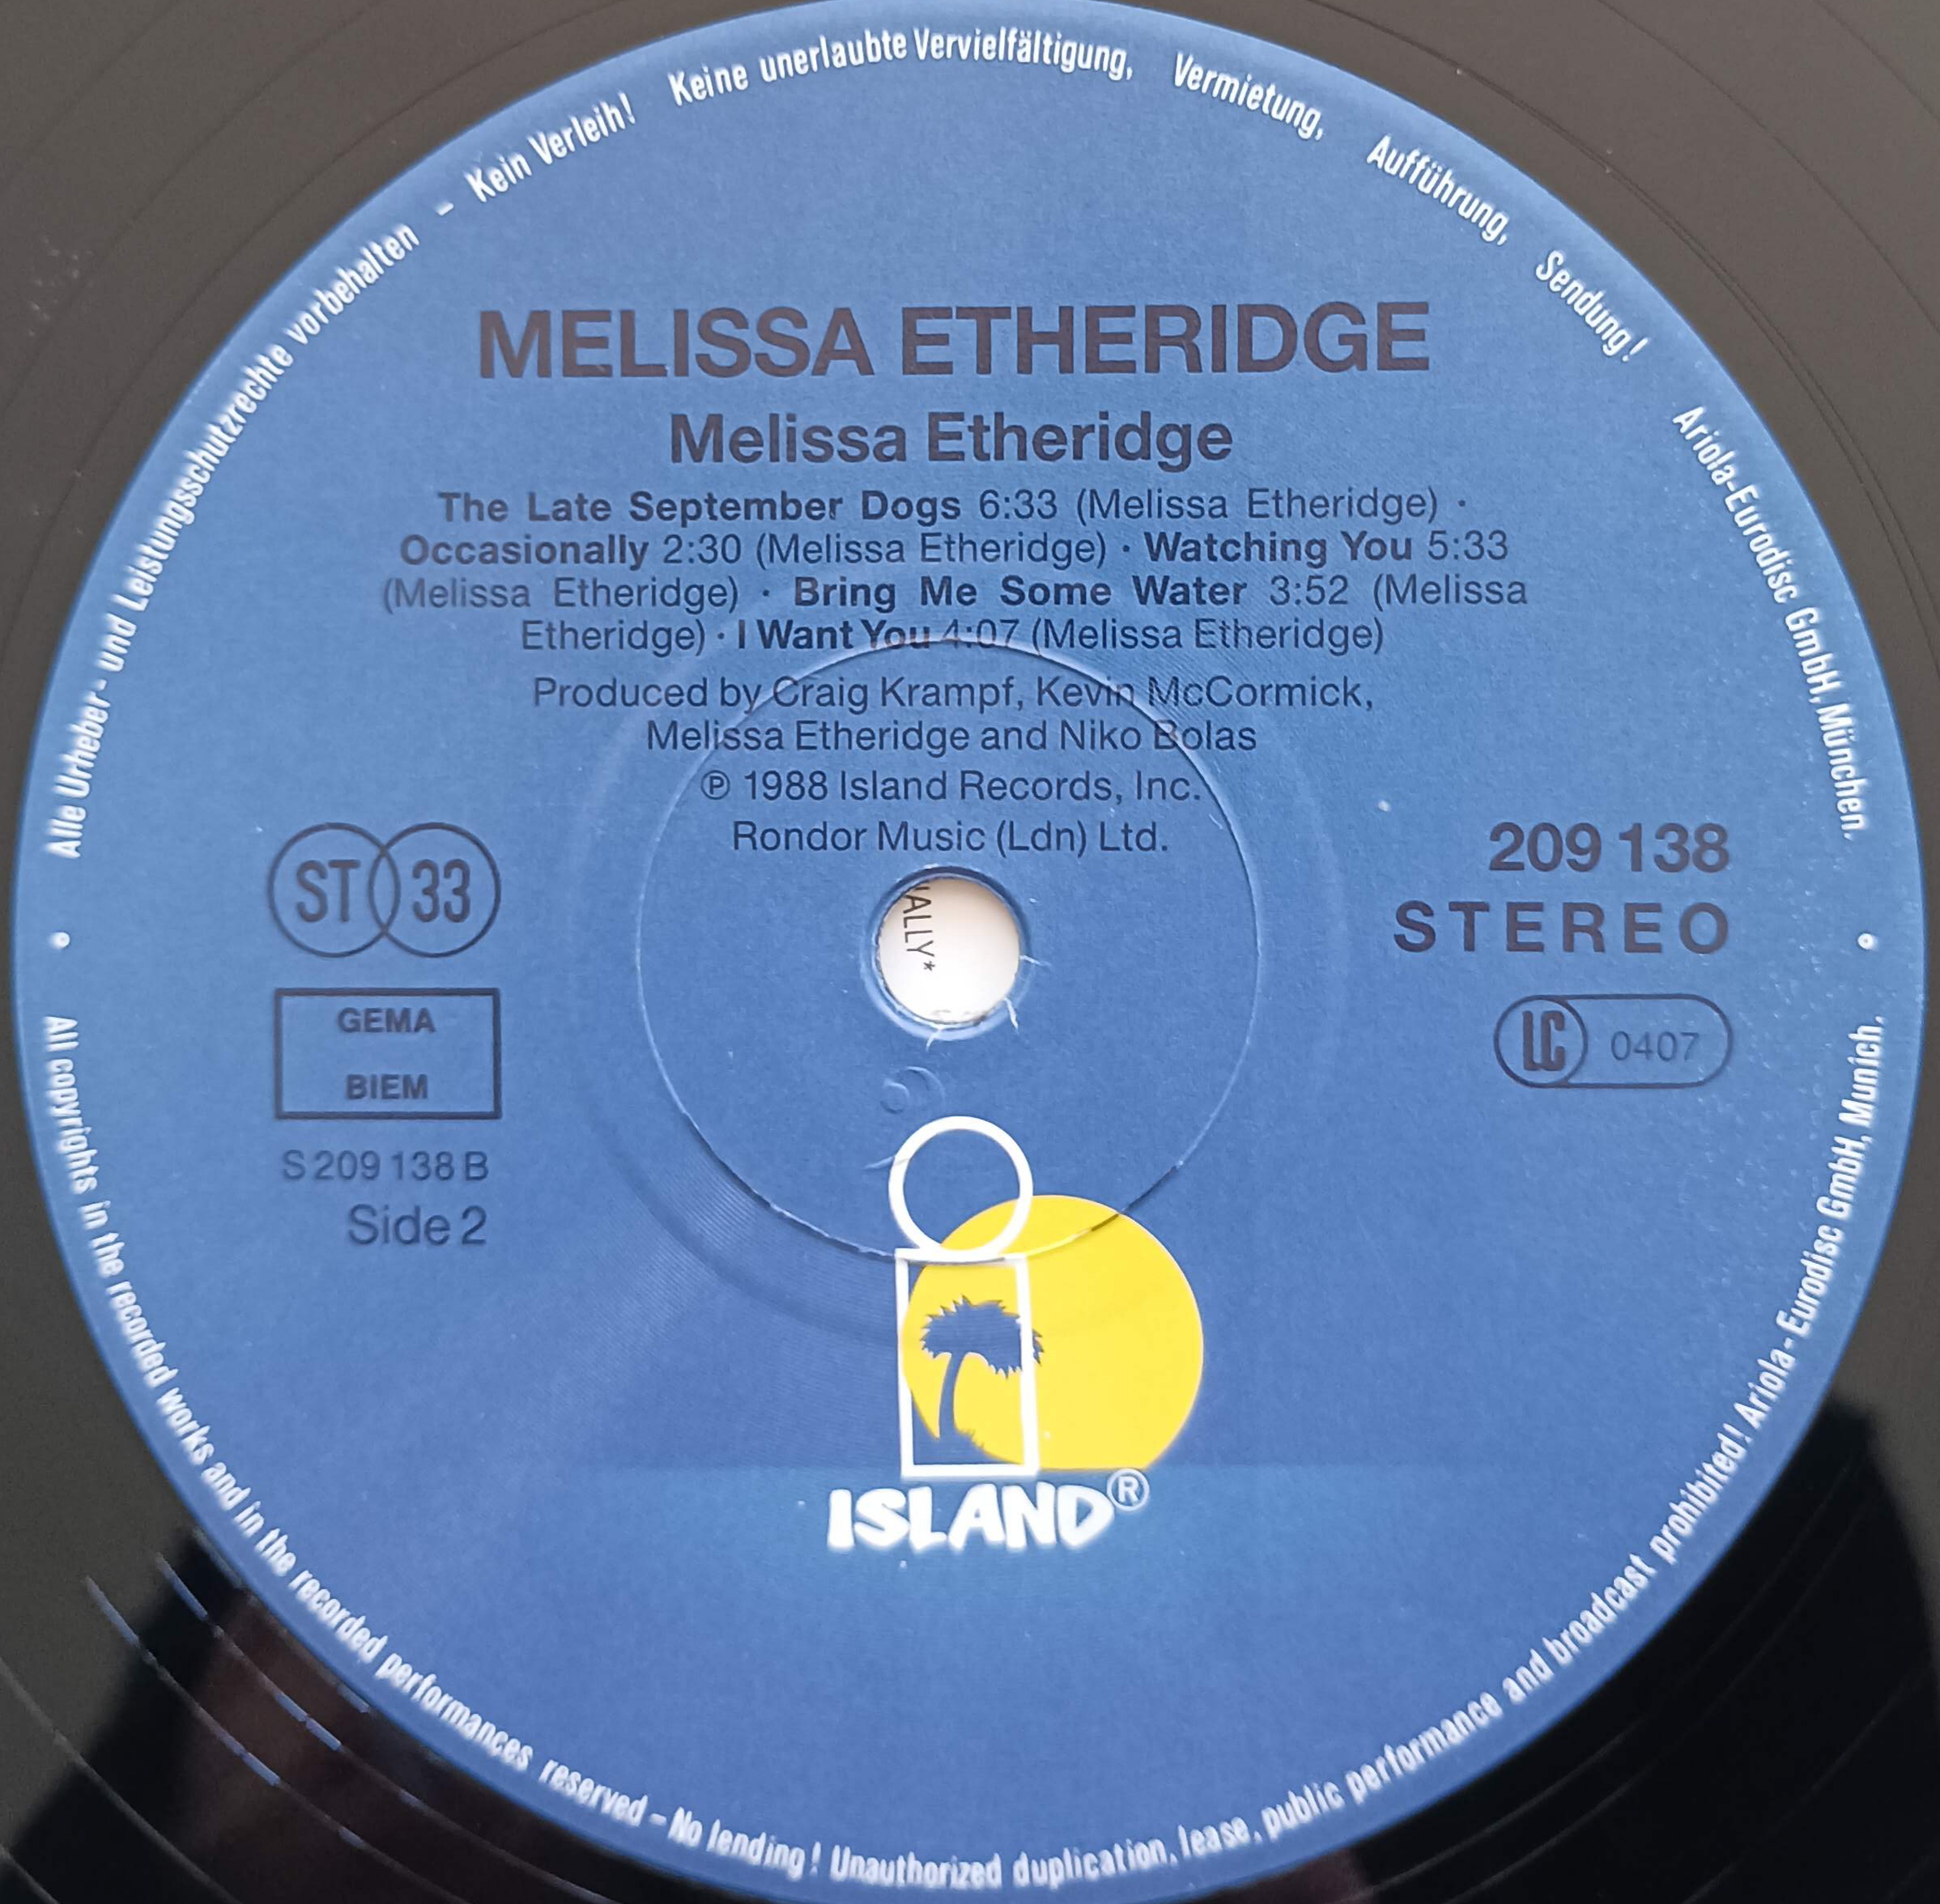 Alle Urheber- und Leistungsschutzrechte vorbehalten – Kein Verleih! Keine unerlaubte Vervielfältigung, Vermietung, Aufführung, Sendung! Ariola-Eurodisc GmbH, München.
MELISSA ETHERIDGE
Melissa Etheridge
The Late September Dogs 6:33 (Melissa Etheridge) ·
Occasionally 2:30 (Melissa Etheridge) · Watching You 5:33
(Melissa Etheridge) · Bring Me Some Water 3:52 (Melissa
Etheridge) · I Want You 4:07 (Melissa Etheridge)
Produced by Craig Krampf, Kevin McCormick,
Melissa Etheridge and Niko Bolas
℗ 1988 Island Records, Inc.
Rondor Music (Ldn) Ltd.
ST 33
GEMA
BIEM
S 209 138 B
Side 2
ALLY*
209 138
STEREO
LC 0407
ISLAND®
All copyrights in the recorded works and in the recorded performances reserved – No lending! Unauthorized duplication, lease, public performance and broadcast prohibited! Ariola-Eurodisc GmbH, Munich.